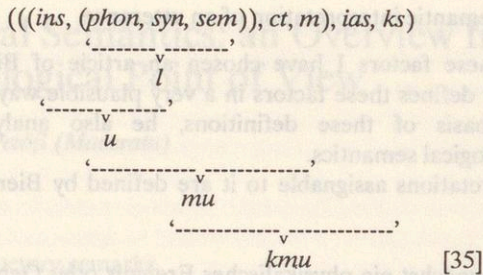 (((ins, (phon, syn, sem)), ct, m), ias, ks)
l
u
mu
kmu [35]